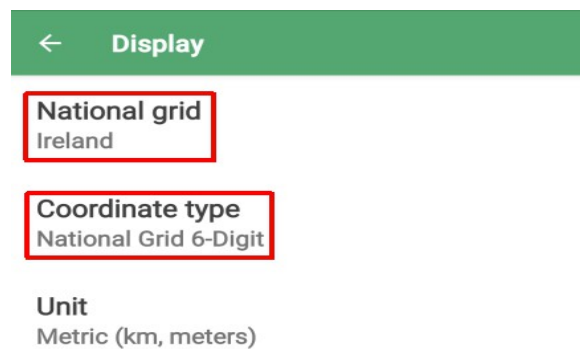 Display
National grid
Ireland
Coordinate type
National Grid 6-Digit
Unit
Metric (km, meters)